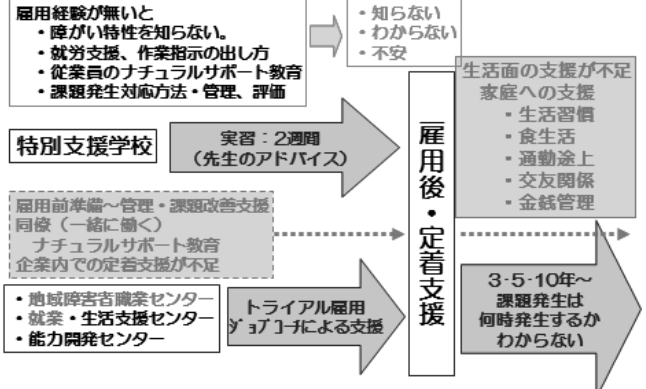 雇用経験が無いと
・障がい特性を知らない。
・就労支援、作業指示の出し方
・従業員のナチュラルサポート教育
・課題発生対応方法・管理、評価
・知らない
・わからない
・不安
特別支援学校
実習：2週間
（先生のアドバイス）
雇用後・定着支援
生活面の支援が不足
家庭への支援
・生活習慣
・食生活
・通勤途上
・交友関係
・金銭管理
雇用前準備～管理・課題改善支援
同僚（一緒に働く）
ナチュラルサポート教育
企業内での定着支援が不足
・地域障害者職業センター
・就業・生活支援センター
・能力開発センター
トライアル雇用
ｼﾞｮﾌﾞｺｰﾁによる支援
3-5-10年～
課題発生は
何時発生するか
わからない